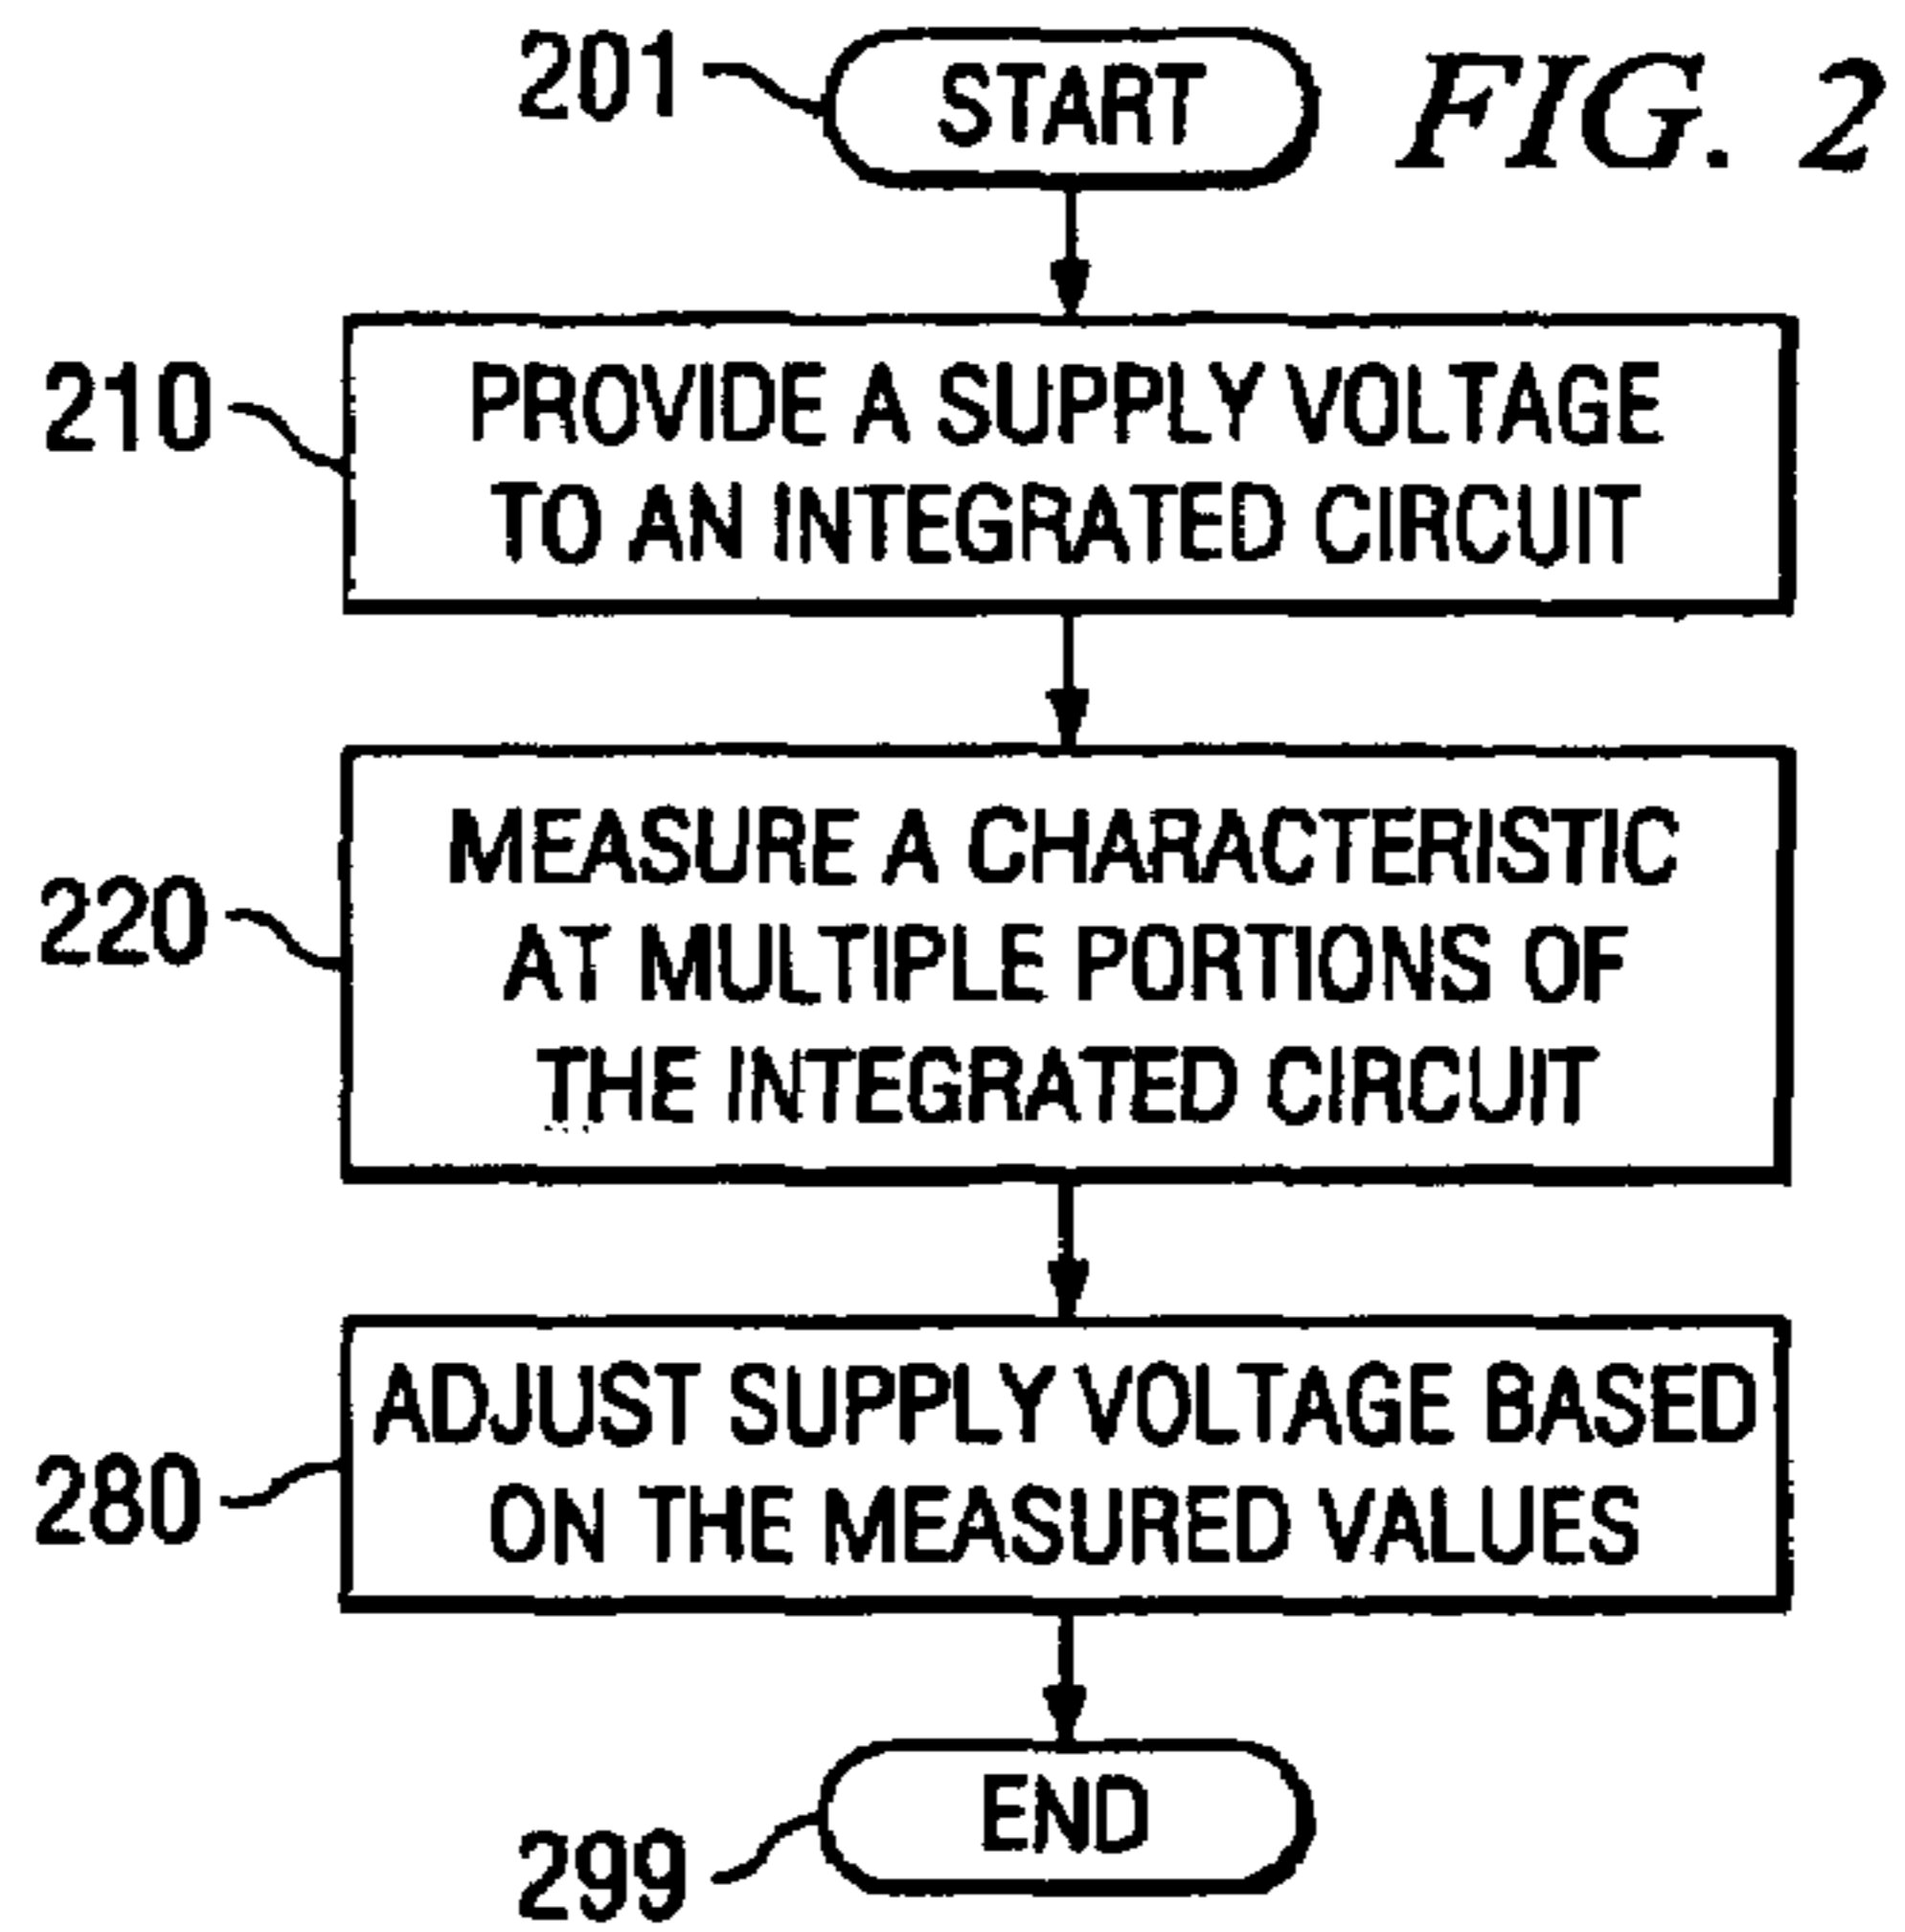 201
START
FIG. 2
210
PROVIDE A SUPPLY VOLTAGE
TO AN INTEGRATED CIRCUIT
220
MEASURE A CHARACTERISTIC
AT MULTIPLE PORTIONS OF
THE INTEGRATED CIRCUIT
280
ADJUST SUPPLY VOLTAGE BASED
ON THE MEASURED VALUES
299
END